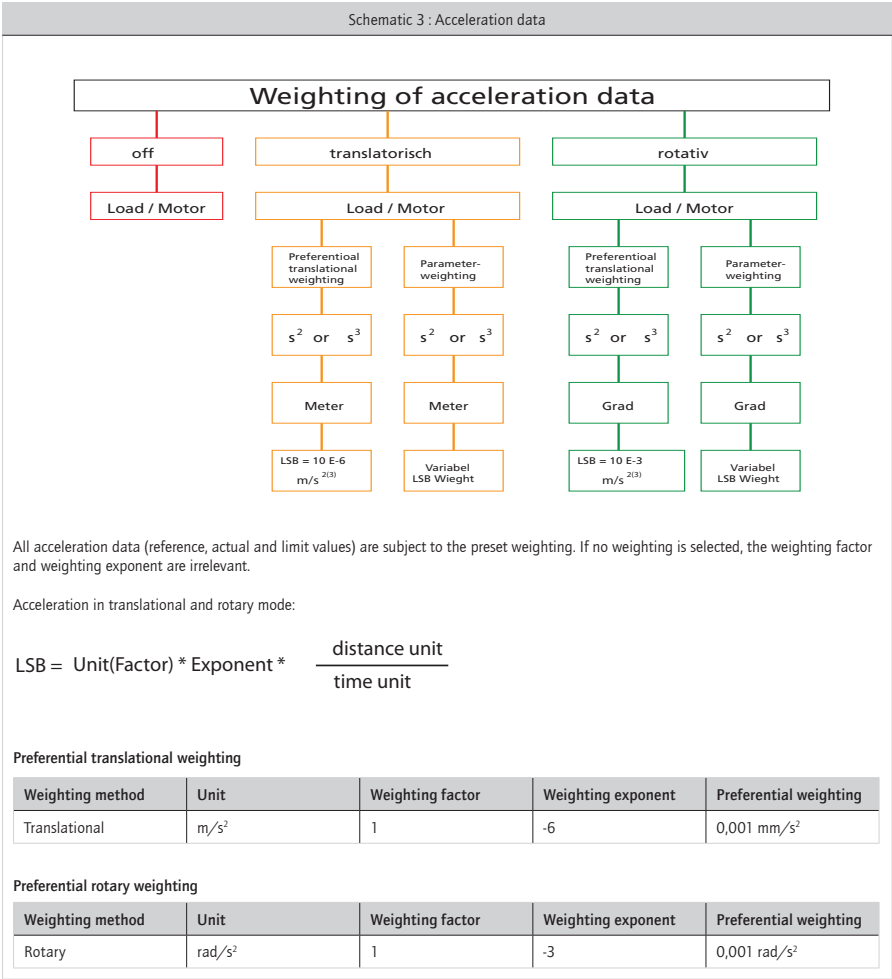 Schematic 3 : Acceleration data
Weighting of acceleration data
off
translatorisch
rotativ
Load / Motor
Load / Motor
Load / Motor
Preferentioal
translational
weighting
Parameter-
weighting
Preferentioal
translational
weighting
Parameter-
weighting
s² or s³
s² or s³
s² or s³
s² or s³
Meter
Meter
Grad
Grad
LSB = 10 E-6
m/s ²⁽³⁾
Variabel
LSB Wieght
LSB = 10 E-3
m/s ²⁽³⁾
Variabel
LSB Wieght
All acceleration data (reference, actual and limit values) are subject to the preset weighting. If no weighting is selected, the weighting factor
and weighting exponent are irrelevant.
Acceleration in translational and rotary mode:
LSB = Unit(Factor) * Exponent * distance unit
time unit
Preferential translational weighting
Weighting method Unit Weighting factor Weighting exponent Preferential weighting
Translational m/s² 1 -6 0,001 mm/s²
Preferential rotary weighting
Weighting method Unit Weighting factor Weighting exponent Preferential weighting
Rotary rad/s² 1 -3 0,001 rad/s²